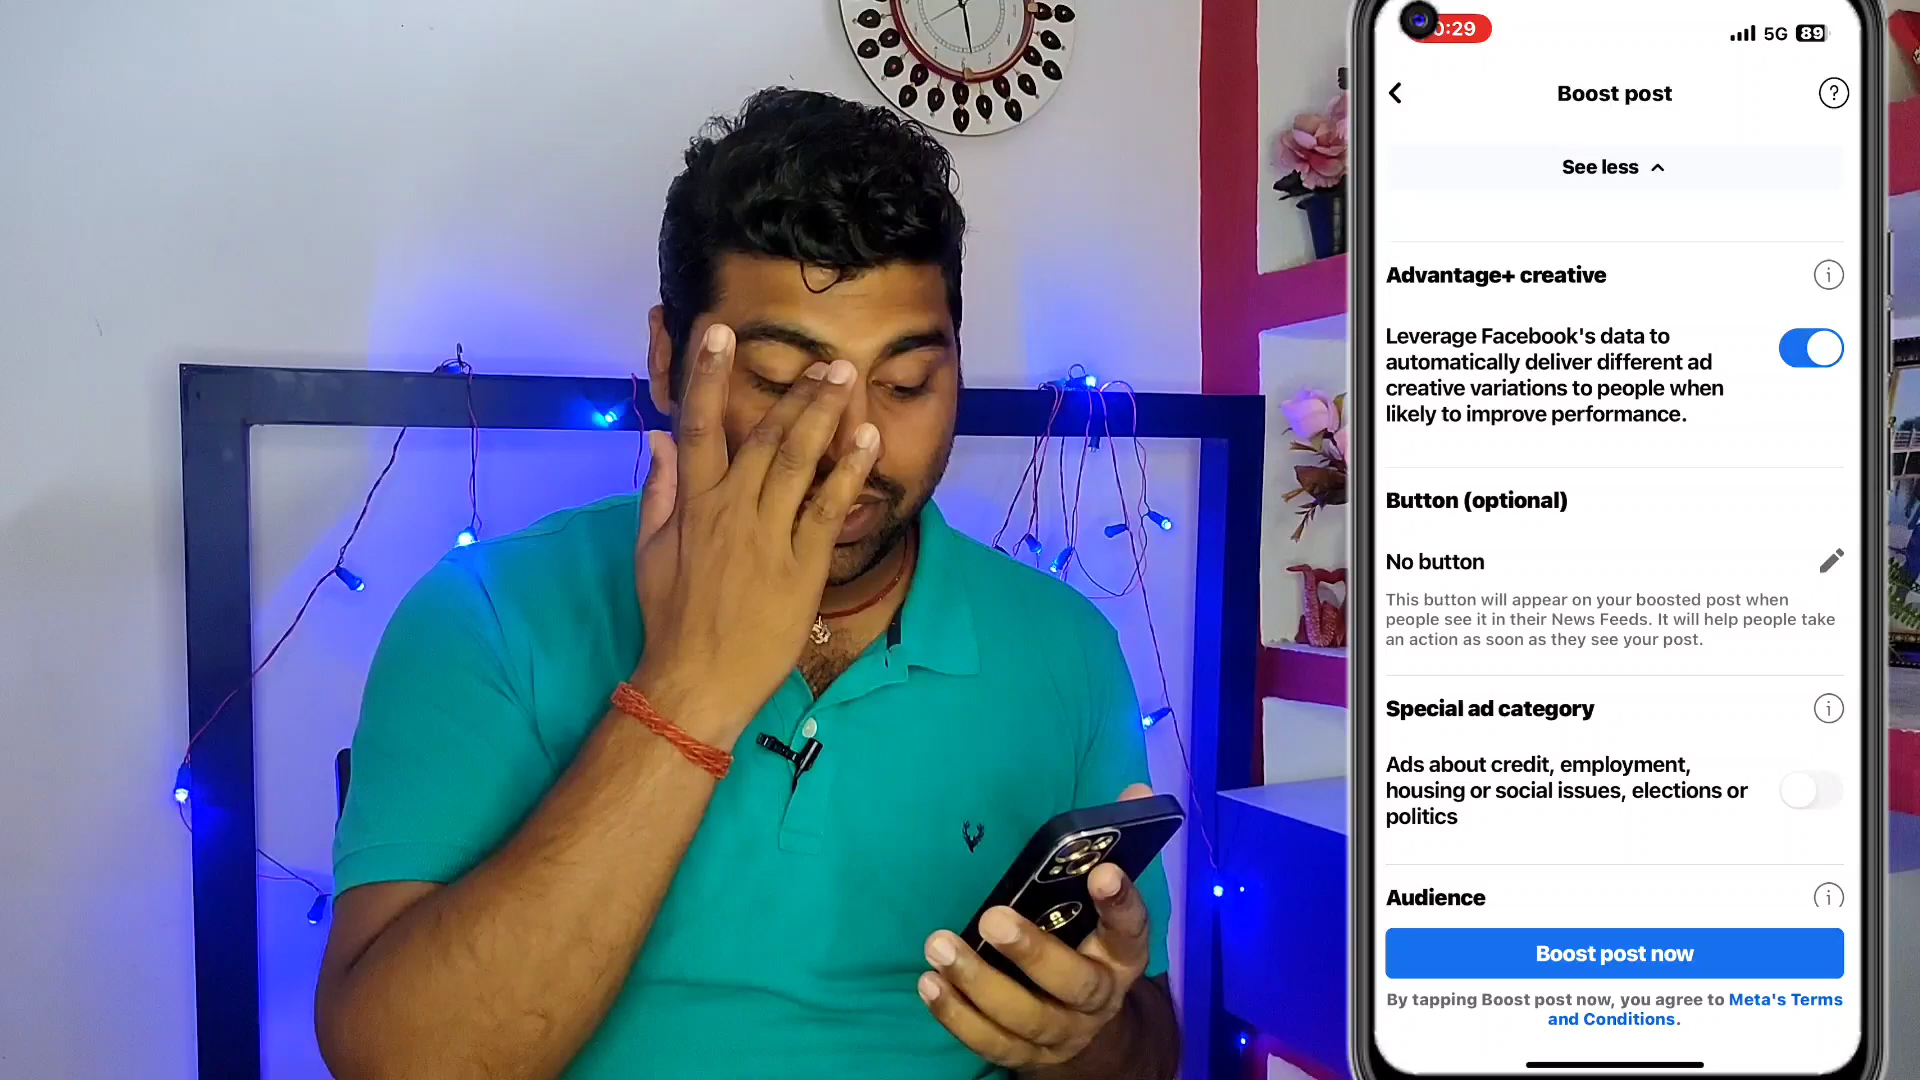 0:29
5G
89
Boost post
?
See less
Advantage+ creative
Leverage Facebook's data to
automatically deliver different ad
creative variations to people when
likely to improve performance.
Button (optional)
No button
This button will appear on your boosted post when
people see it in their News Feeds. It will help people take
an action as soon as they see your post.
Special ad category
Ads about credit, employment,
housing or social issues, elections or
politics
Audience
Boost post now
By tapping Boost post now, you agree to Meta's Terms
and Conditions.